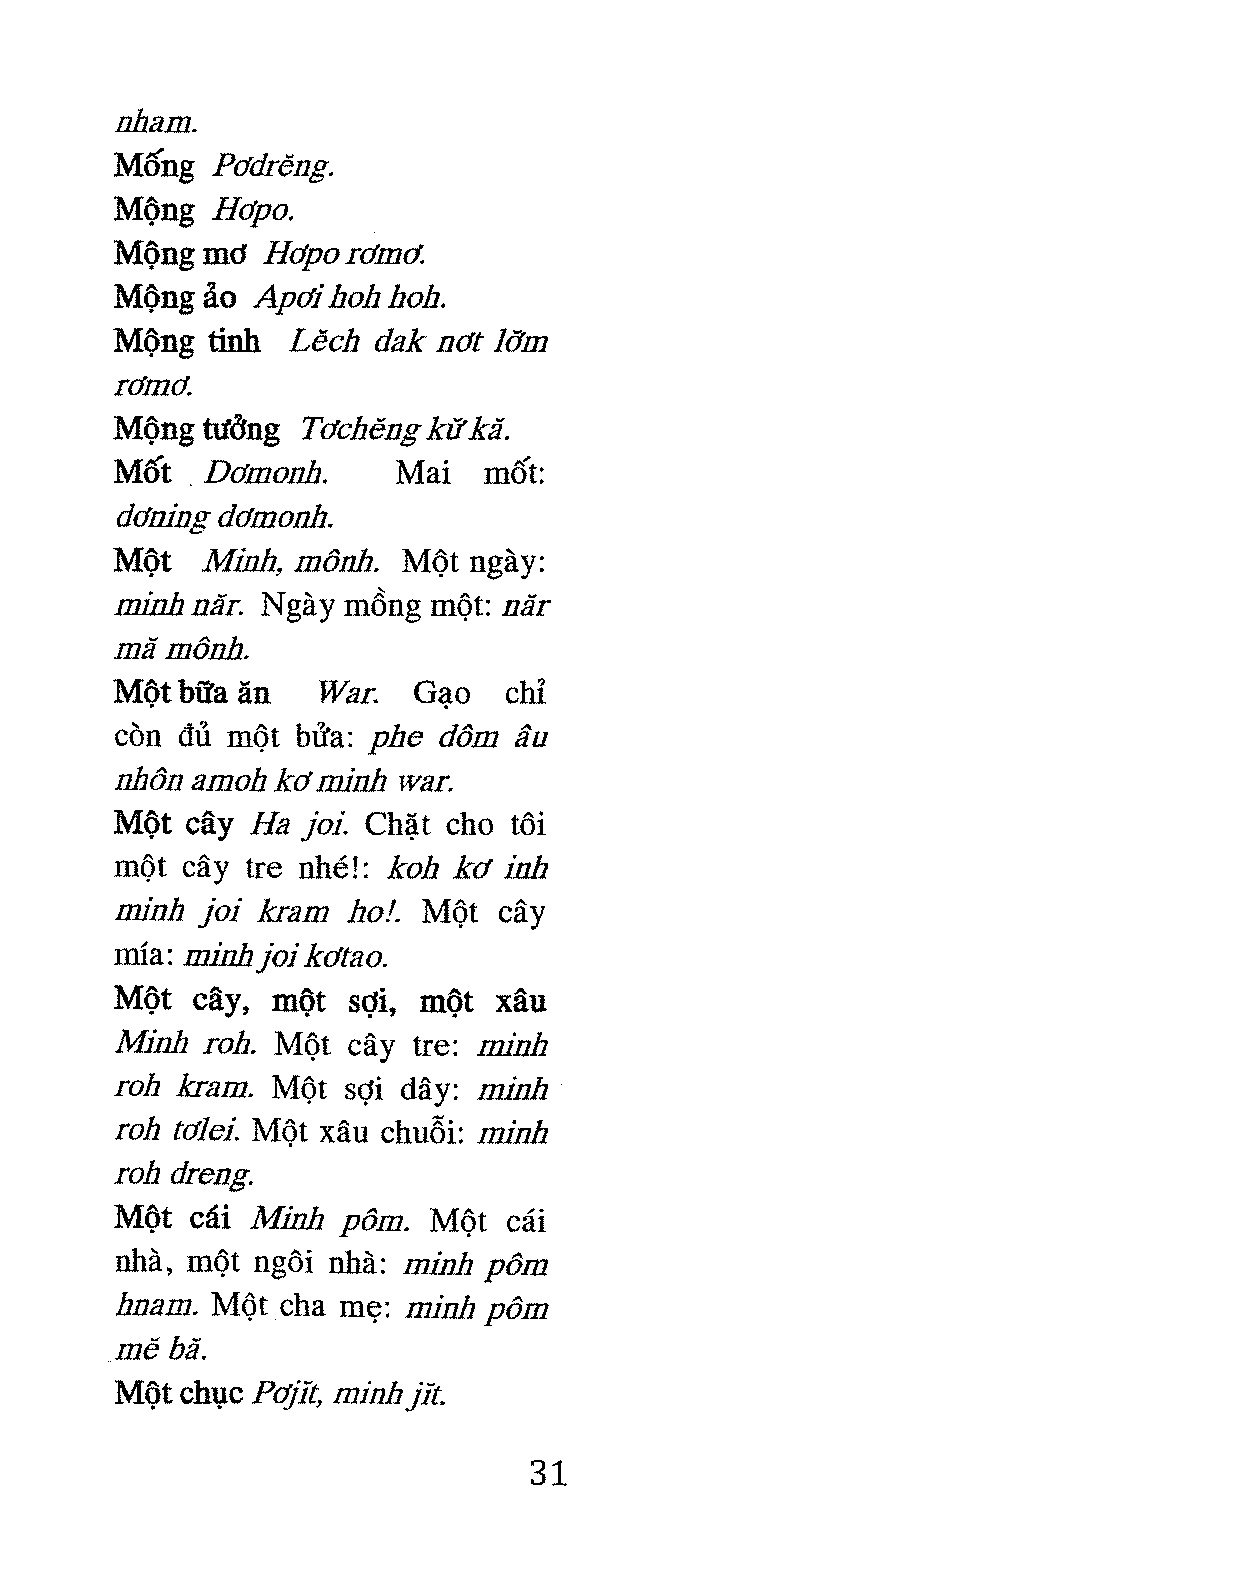 nham.
Mống Pơdrĕng.
Mộng Hơpo.
Mộng mơ Hơpo rơmơ.
Mộng ảo Apơi hoh hoh.
Mộng tinh Lĕch dak nơt lơ̆m
rơmơ.
Mộng tưởng Tơchĕng kư̆ kă.
Mốt Dơmonh. Mai mốt:
dơning dơmonh.
Một Minh, mônh. Một ngày:
minh năr. Ngày mồng một: năr
mă mônh.
Một bữa ăn War. Gạo chỉ
còn đủ một bửa: phe dôm âu
nhôn amoh kơ minh war.
Một cây Ha joi. Chặt cho tôi
một cây tre nhé!: koh kơ inh
minh joi kram ho!. Một cây
mía: minh joi kơtao.
Một cây, một sợi, một xâu
Minh roh. Một cây tre: minh
roh kram. Một sợi dây: minh
roh tơlei. Một xâu chuỗi: minh
roh dreng.
Một cái Minh pôm. Một cái
nhà, một ngôi nhà: minh pôm
hnam. Một cha mẹ: minh pôm
mĕ bă.
Một chục Pơjĭt, minh jĭt.
31